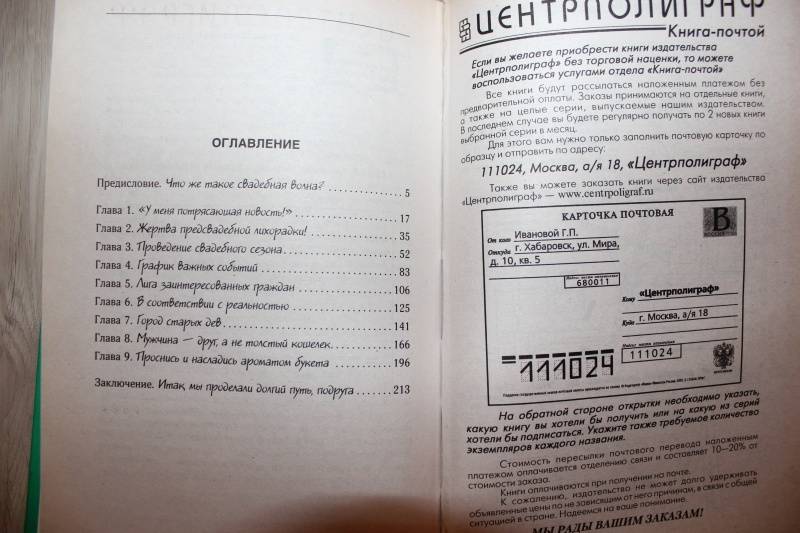 ОГЛАВЛЕНИЕ
Предисловие. Что же такое свадебная волна? 5
Глава 1. «У меня потрясающая новость!» 17
Глава 2. Жертва предсвадебной лихорадки! 35
Глава 3. Проведение свадебного сезона 52
Глава 4. График важных событий 83
Глава 5. Лига заинтересованных граждан 106
Глава 6. В соответствии с реальностью 125
Глава 7. Город старых дев 141
Глава 8. Мужчина — друг, а не толстый кошелек. 166
Глава 9. Проснись и насладись ароматом букета 196
Заключение. Итак, мы проделали долгий путь, подруга 213
ЦЕНТРПОЛИГРАФ
Книга-почтой
Если вы желаете приобрести книги издательства
«Центрполиграф» без торговой наценки, то можете
воспользоваться услугами отдела «Книга-почтой»
Все книги будут рассылаться наложенным платежом без
предварительной оплаты. Заказы принимаются на отдельные книги,
а также на целые серии, выпускаемые нашим издательством.
В последнем случае вы будете регулярно получать по 2 новых книги
выбранной серии в месяц.
Для этого вам нужно только заполнить почтовую карточку по
образцу и отправить по адресу:
111024, Москва, а/я 18, «Центрполиграф»
Также вы можете заказать книги через сайт издательства
«Центрполиграф» — www.centrpoligraf.ru
КАРТОЧКА ПОЧТОВАЯ
В
РОССИЯ
От кого Ивановой Г.П.
Откуда г. Хабаровск, ул. Мира,
д. 10, кв. 5
680011
Кому «Центрполиграф»
Куда г. Москва, а/я 18
111024
111024
На обратной стороне открытки необходимо указать,
какую книгу вы хотели бы получить или на какую из серий
хотели бы подписаться. Укажите также требуемое количество
экземпляров каждого названия.
Стоимость пересылки почтового перевода наложенным
платежом оплачивается отделению связи и составляет 10—20% от
стоимости заказа.
Книги оплачиваются при получении на почте.
К сожалению, издательство не может долго удерживать
объявленные цены по не зависящим от него причинам, в связи с общей
ситуацией в стране. Надеемся на ваше понимание.
МЫ РАДЫ ВАШИМ ЗАКАЗАМ!